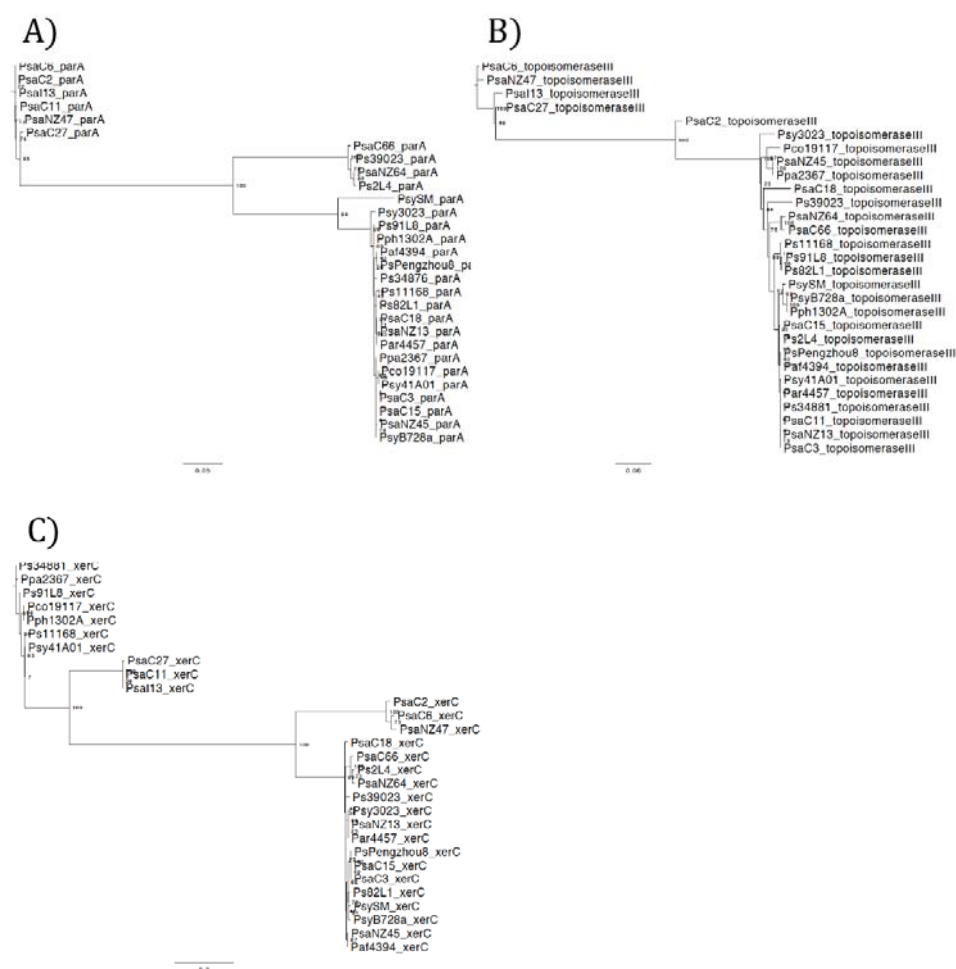 A)
PsaC6_parA
PsaC2_parA
PsaI13_parA
PsaC11_parA
PsaNZ47_parA
PsaC27_parA
PsaC66_parA
Ps39023_parA
PsaNZ64_parA
Ps2L4_parA
PsySM_parA
Psy3023_parA
Ps91L8_parA
Pph1302A_parA
Paf4394_parA
PsPengzhou8_pa
Ps34876_parA
Ps11168_parA
Ps82L1_parA
PsaC18_parA
PsaNZ13_parA
Par4457_parA
Ppa2367_parA
Pco19117_parA
Psy41A01_parA
PsaC3_parA
PsaC15_parA
PsaNZ45_parA
PsyB728a_parA
100
0.05
B)
PsaC6_topoisomeraseIII
PsaNZ47_topoisomeraseIII
PsaI13_topoisomeraseIII
PsaC27_topoisomeraseIII
PsaC2_topoisomeraseIII
Psy3023_topoisomeraseIII
Pco19117_topoisomeraseIII
PsaNZ45_topoisomeraseIII
Ppa2367_topoisomeraseIII
PsaC18_topoisomeraseIII
Ps39023_topoisomeraseIII
PsaNZ64_topoisomeraseIII
PsaC66_topoisomeraseIII
Ps11168_topoisomeraseIII
Ps91L8_topoisomeraseIII
Ps82L1_topoisomeraseIII
PsySM_topoisomeraseIII
PsyB728a_topoisomeraseIII
Pph1302A_topoisomeraseIII
PsaC15_topoisomeraseIII
Ps2L4_topoisomeraseIII
PsPengzhou8_topoisomeraseIII
Paf4394_topoisomeraseIII
Psy41A01_topoisomeraseIII
Par4457_topoisomeraseIII
Ps34881_topoisomeraseIII
PsaC11_topoisomeraseIII
PsaNZ13_topoisomeraseIII
PsaC3_topoisomeraseIII
C)
Ps34881_xerC
Ppa2367_xerC
Ps91L8_xerC
Pco19117_xerC
Pph1302A_xerC
Ps11168_xerC
Psy41A01_xerC
PsaC27_xerC
PsaC11_xerC
PsaI13_xerC
PsaC2_xerC
PsaC6_xerC
PsaNZ47_xerC
PsaC18_xerC
PsaC66_xerC
Ps2L4_xerC
PsaNZ64_xerC
Ps39023_xerC
Psy3023_xerC
PsaNZ13_xerC
Par4457_xerC
PsPengzhou8_xerC
PsaC15_xerC
PsaC3_xerC
Ps82L1_xerC
PsySM_xerC
PsyB728a_xerC
PsaNZ45_xerC
Paf4394_xerC